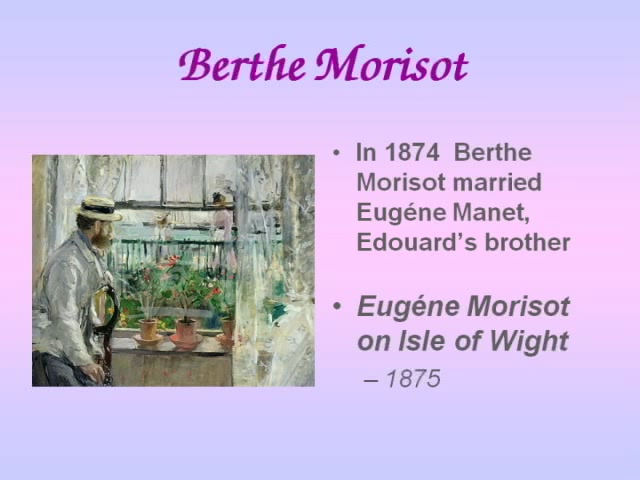 Berthe Morisot
• In 1874  Berthe
Morisot married
Eugéne Manet,
Edouard’s brother
• Eugéne Morisot
on Isle of Wight
– 1875